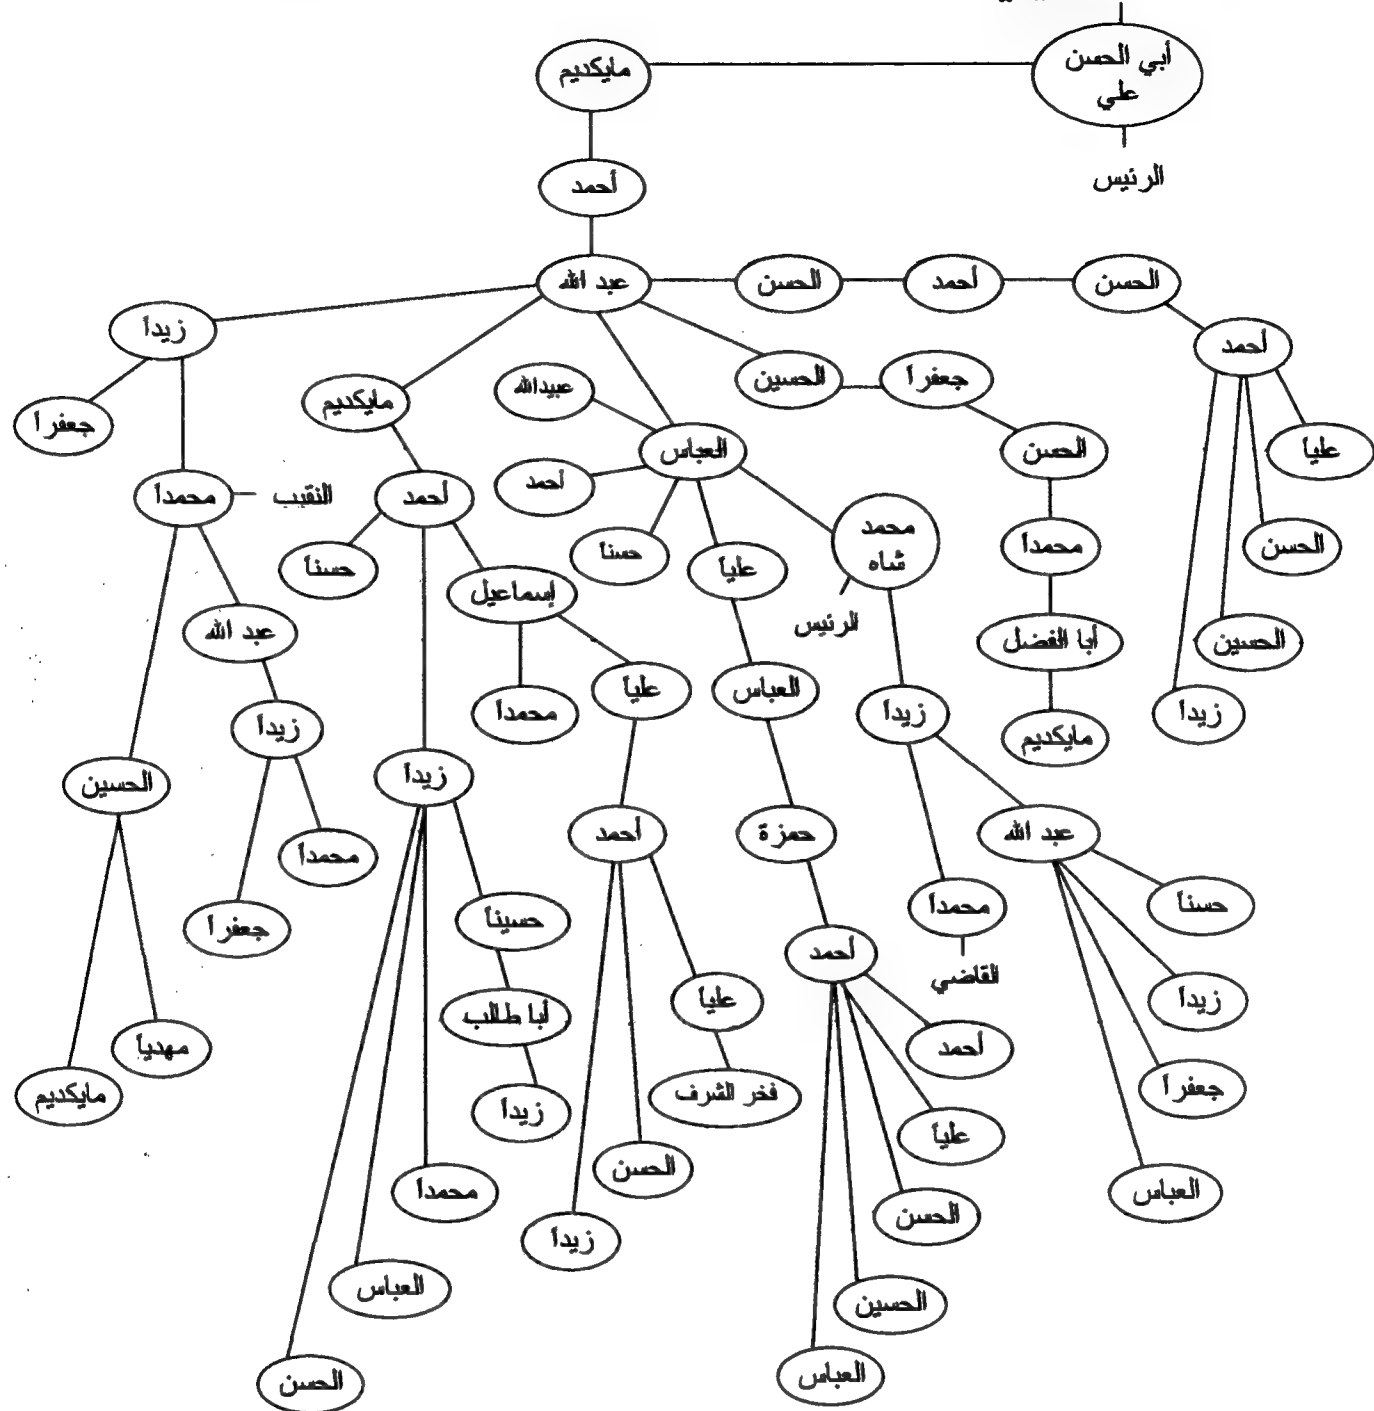 أبي الحسن
علي
مايكديم
الرئيس
أحمد
الحسن
أحمد
الحسن
عبد الله
زيداً
أحمد
جعفراً
الحسين
عبيدالله
مايكديم
جعفراً
علياً
الحسن
العباس
أحمد
أحمد
النقيب
محمداً
الحسن
محمداً
محمد
شاه
علياً
حسناً
حسناً
إسماعيل
الرئيس
عبد الله
الحسين
أبا الفضل
العباس
علياً
زيداً
زيداً
محمداً
زيداً
مايكديم
زيداً
الحسين
عبد الله
حمزة
أحمد
محمداً
حسناً
محمداً
حسيناً
جعفراً
أحمد
القاضي
زيداً
علياً
أبا طالب
أحمد
مهدياً
جعفراً
فخر الشرف
زيداً
مايكديم
علياً
الحسن
العباس
محمداً
الحسن
زيداً
الحسين
العباس
العباس
الحسن